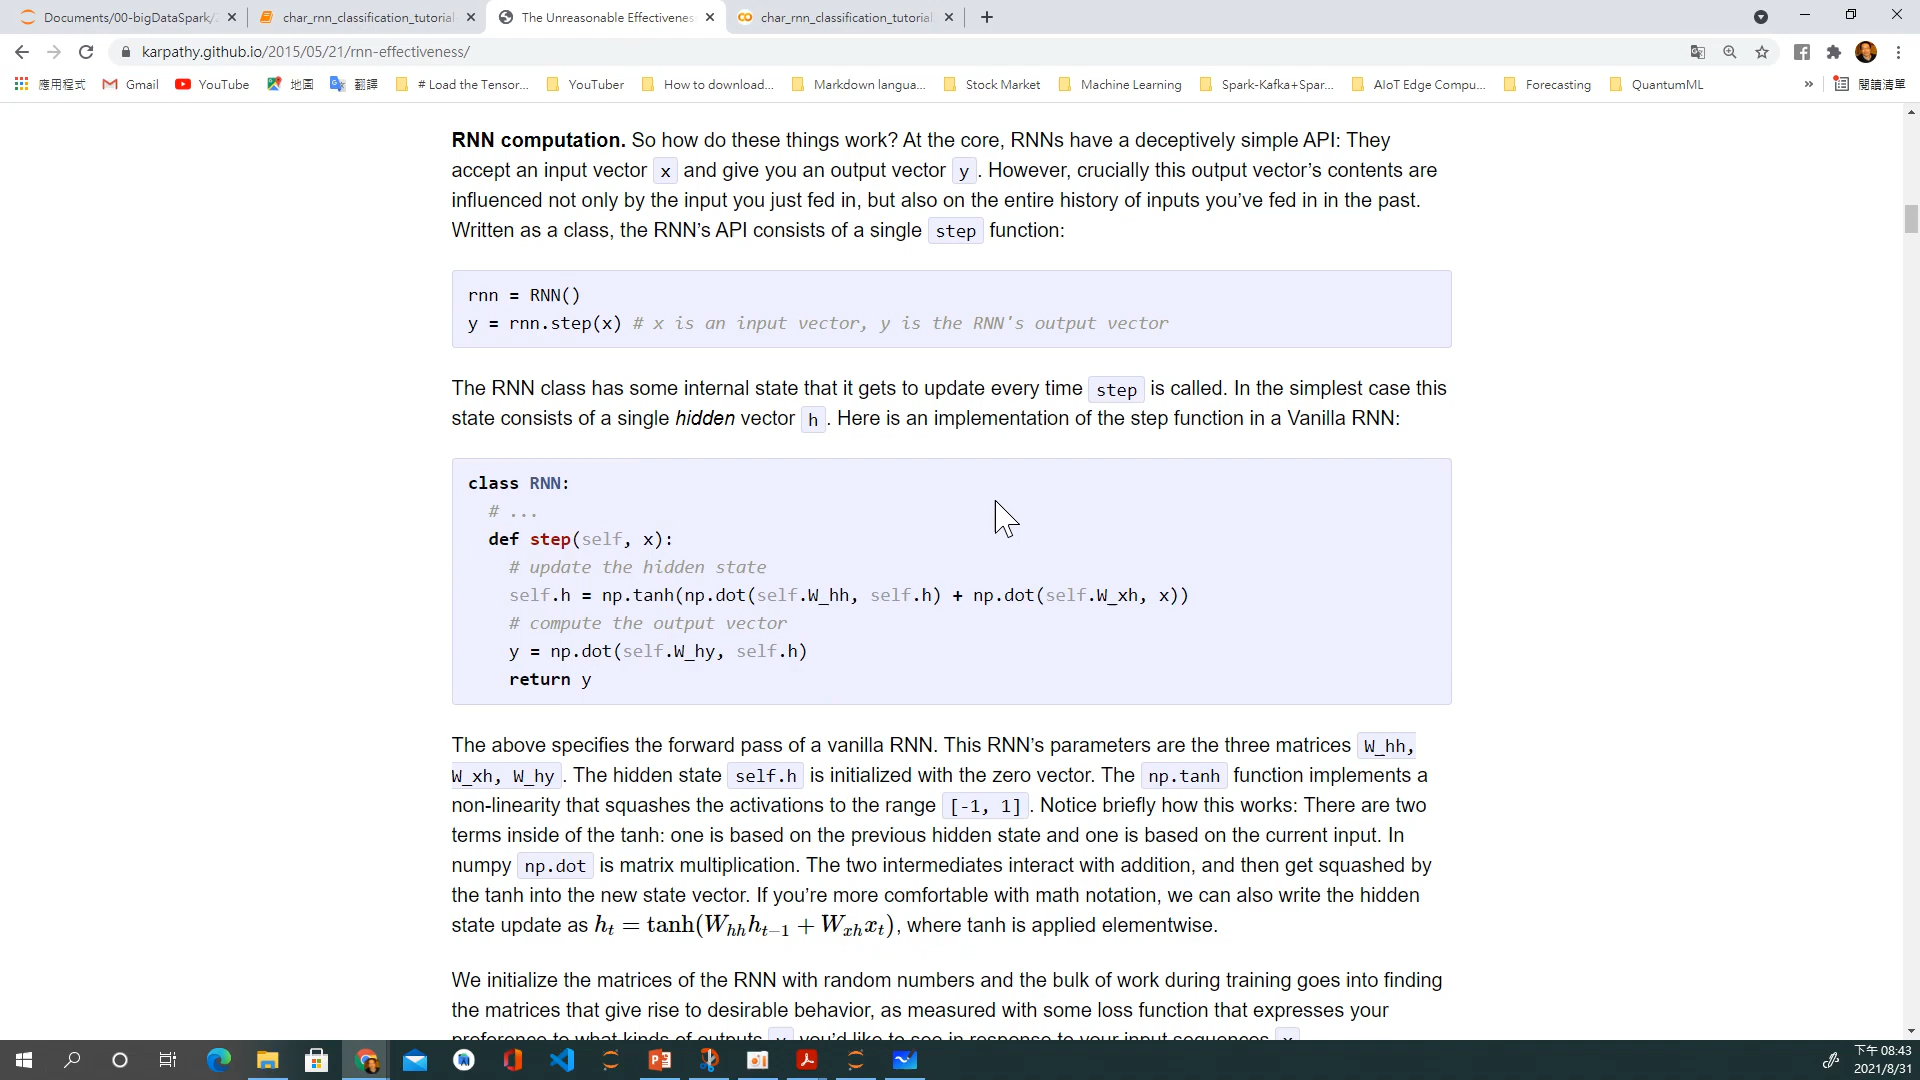 Documents/00-bigDataSpark/
char_rnn_classification_tutorial
The Unreasonable Effectivenes
char_rnn_classification_tutorial
karpathy.github.io/2015/05/21/rnn-effectiveness/
應用程式
Gmail
YouTube
地圖
翻譯
# Load the Tensor...
YouTuber
How to download...
Markdown langua...
Stock Market
Machine Learning
Spark-Kafka+Spar...
AIoT Edge Compu...
Forecasting
QuantumML
»
閱讀清單
RNN computation. So how do these things work? At the core, RNNs have a deceptively simple API: They
accept an input vector x and give you an output vector y . However, crucially this output vector’s contents are
influenced not only by the input you just fed in, but also on the entire history of inputs you’ve fed in in the past.
Written as a class, the RNN’s API consists of a single step function:
rnn = RNN()
y = rnn.step(x) # x is an input vector, y is the RNN's output vector
The RNN class has some internal state that it gets to update every time step is called. In the simplest case this
state consists of a single hidden vector h . Here is an implementation of the step function in a Vanilla RNN:
class RNN:
# ...
def step(self, x):
# update the hidden state
self.h = np.tanh(np.dot(self.W_hh, self.h) + np.dot(self.W_xh, x))
# compute the output vector
y = np.dot(self.W_hy, self.h)
return y
The above specifies the forward pass of a vanilla RNN. This RNN’s parameters are the three matrices W_hh,
W_xh, W_hy . The hidden state self.h is initialized with the zero vector. The np.tanh function implements a
non-linearity that squashes the activations to the range [-1, 1] . Notice briefly how this works: There are two
terms inside of the tanh: one is based on the previous hidden state and one is based on the current input. In
numpy np.dot is matrix multiplication. The two intermediates interact with addition, and then get squashed by
the tanh into the new state vector. If you’re more comfortable with math notation, we can also write the hidden
state update as h_t = tanh(W_hh h_{t−1} + W_xh x_t), where tanh is applied elementwise.
We initialize the matrices of the RNN with random numbers and the bulk of work during training goes into finding
the matrices that give rise to desirable behavior, as measured with some loss function that expresses your
preference to what kinds of outputs y you’d like to see in response to your input sequences x
下午 08:43
2021/8/31